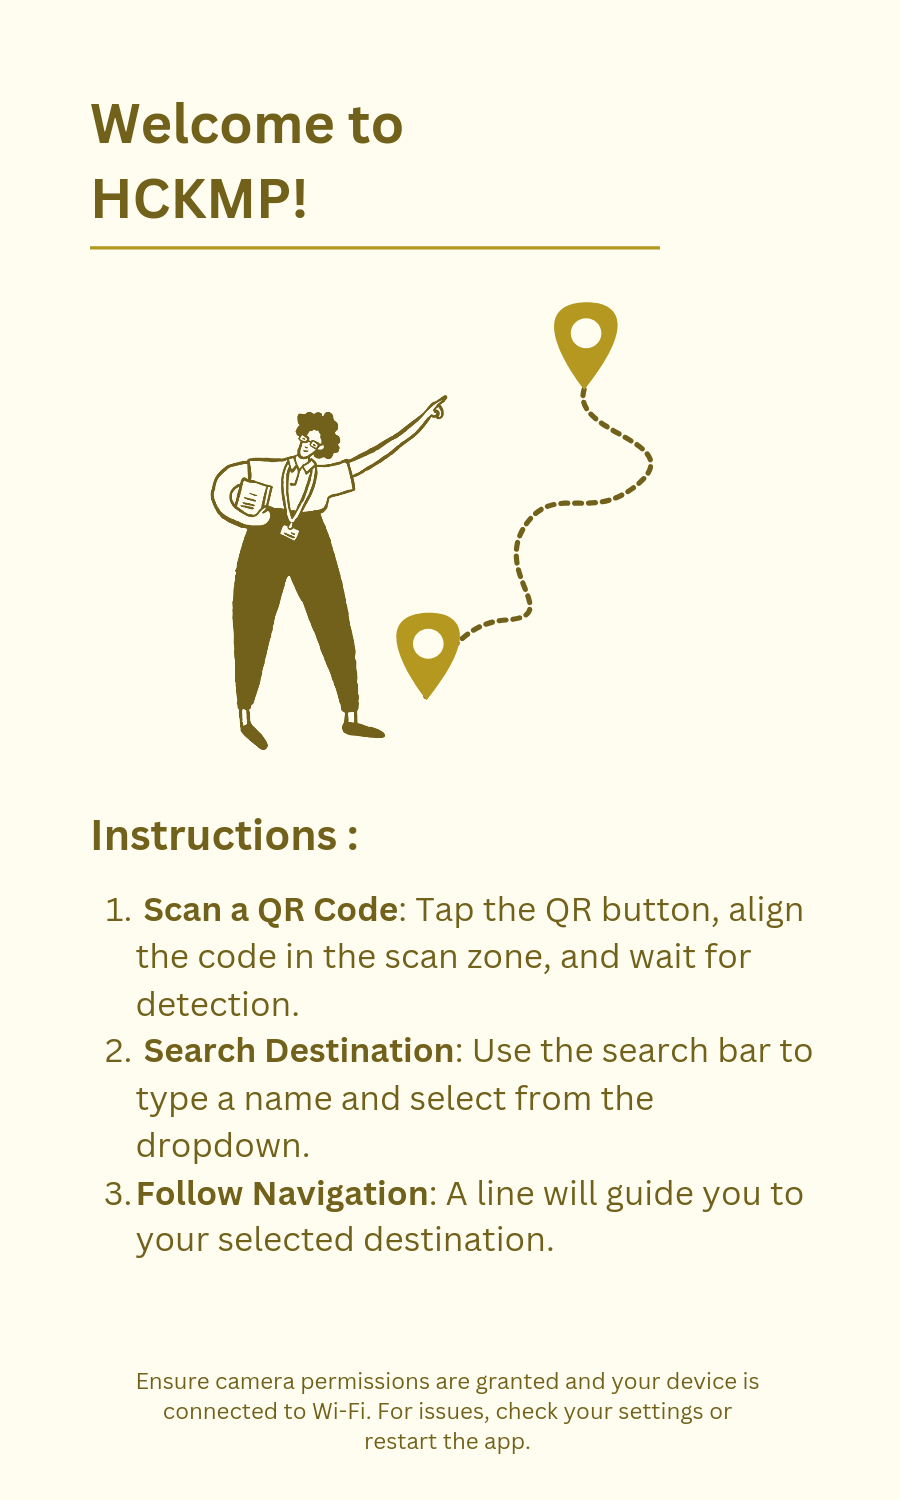 Welcome to
HCKMP!
Instructions :
1. Scan a QR Code: Tap the QR button, align
the code in the scan zone, and wait for
detection.
2. Search Destination: Use the search bar to
type a name and select from the
dropdown.
3. Follow Navigation: A line will guide you to
your selected destination.
Ensure camera permissions are granted and your device is
connected to Wi-Fi. For issues, check your settings or
restart the app.